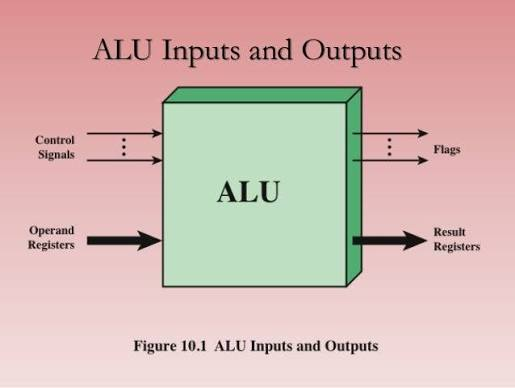 ALU Inputs and Outputs
Control
Signals
Flags
ALU
Operand
Registers
Result
Registers
Figure 10.1 ALU Inputs and Outputs